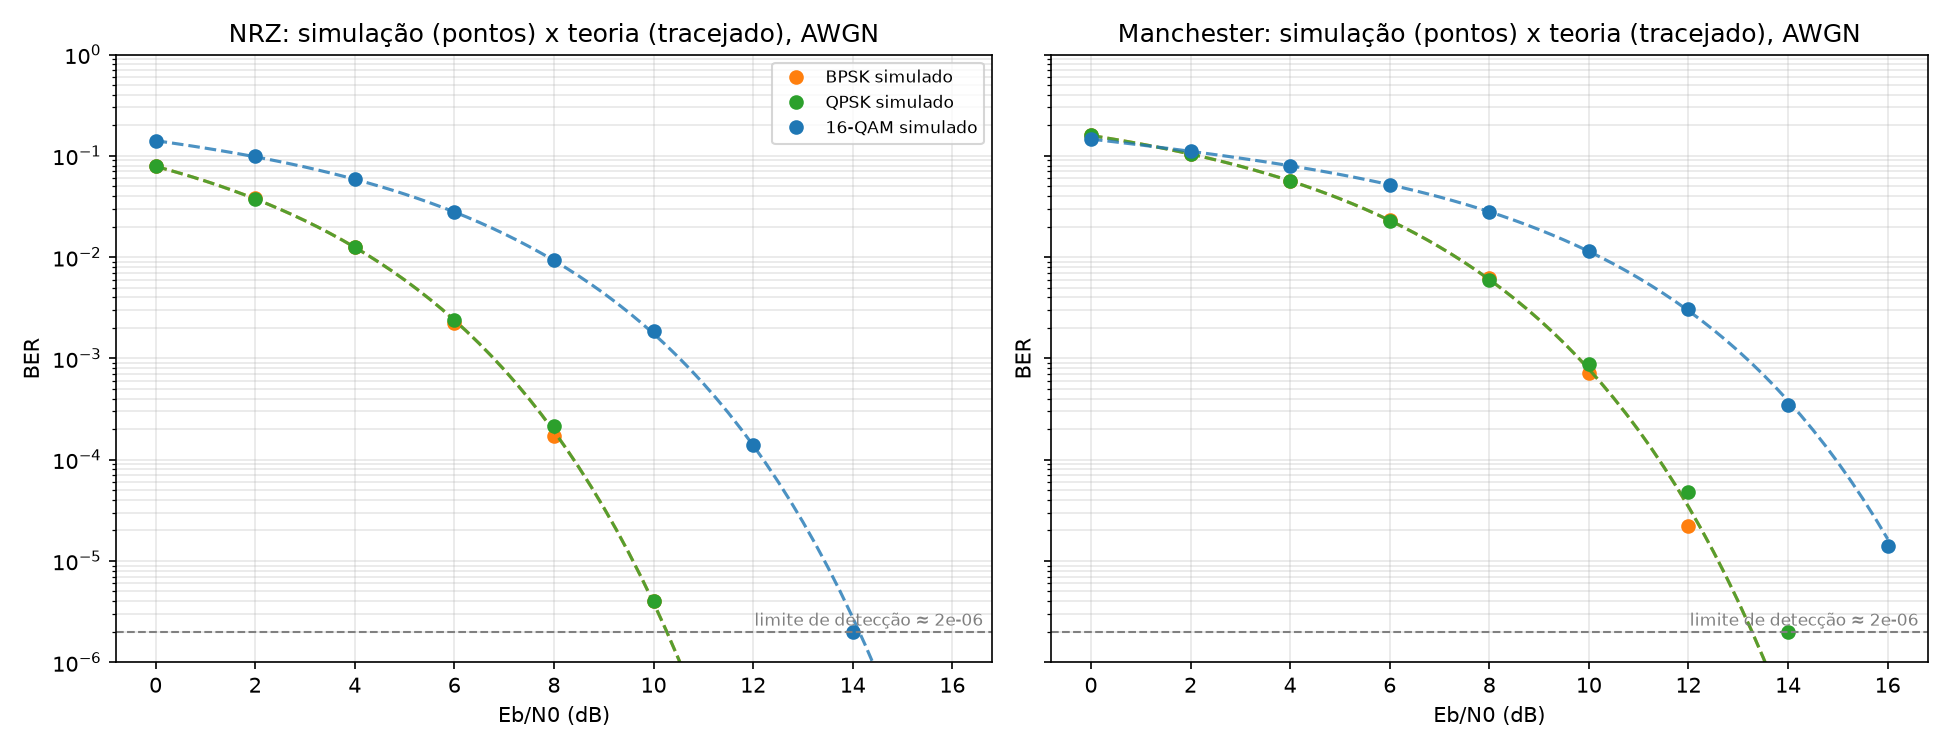 NRZ: simulação (pontos) x teoria (tracejado), AWGN
BPSK simulado
QPSK simulado
16-QAM simulado
10^0
10^-1
10^-2
10^-3
10^-4
10^-5
10^-6
BER
limite de detecção ≈ 2e-06
0 2 4 6 8 10 12 14 16
Eb/N0 (dB)
Manchester: simulação (pontos) x teoria (tracejado), AWGN
BER
limite de detecção ≈ 2e-06
0 2 4 6 8 10 12 14 16
Eb/N0 (dB)